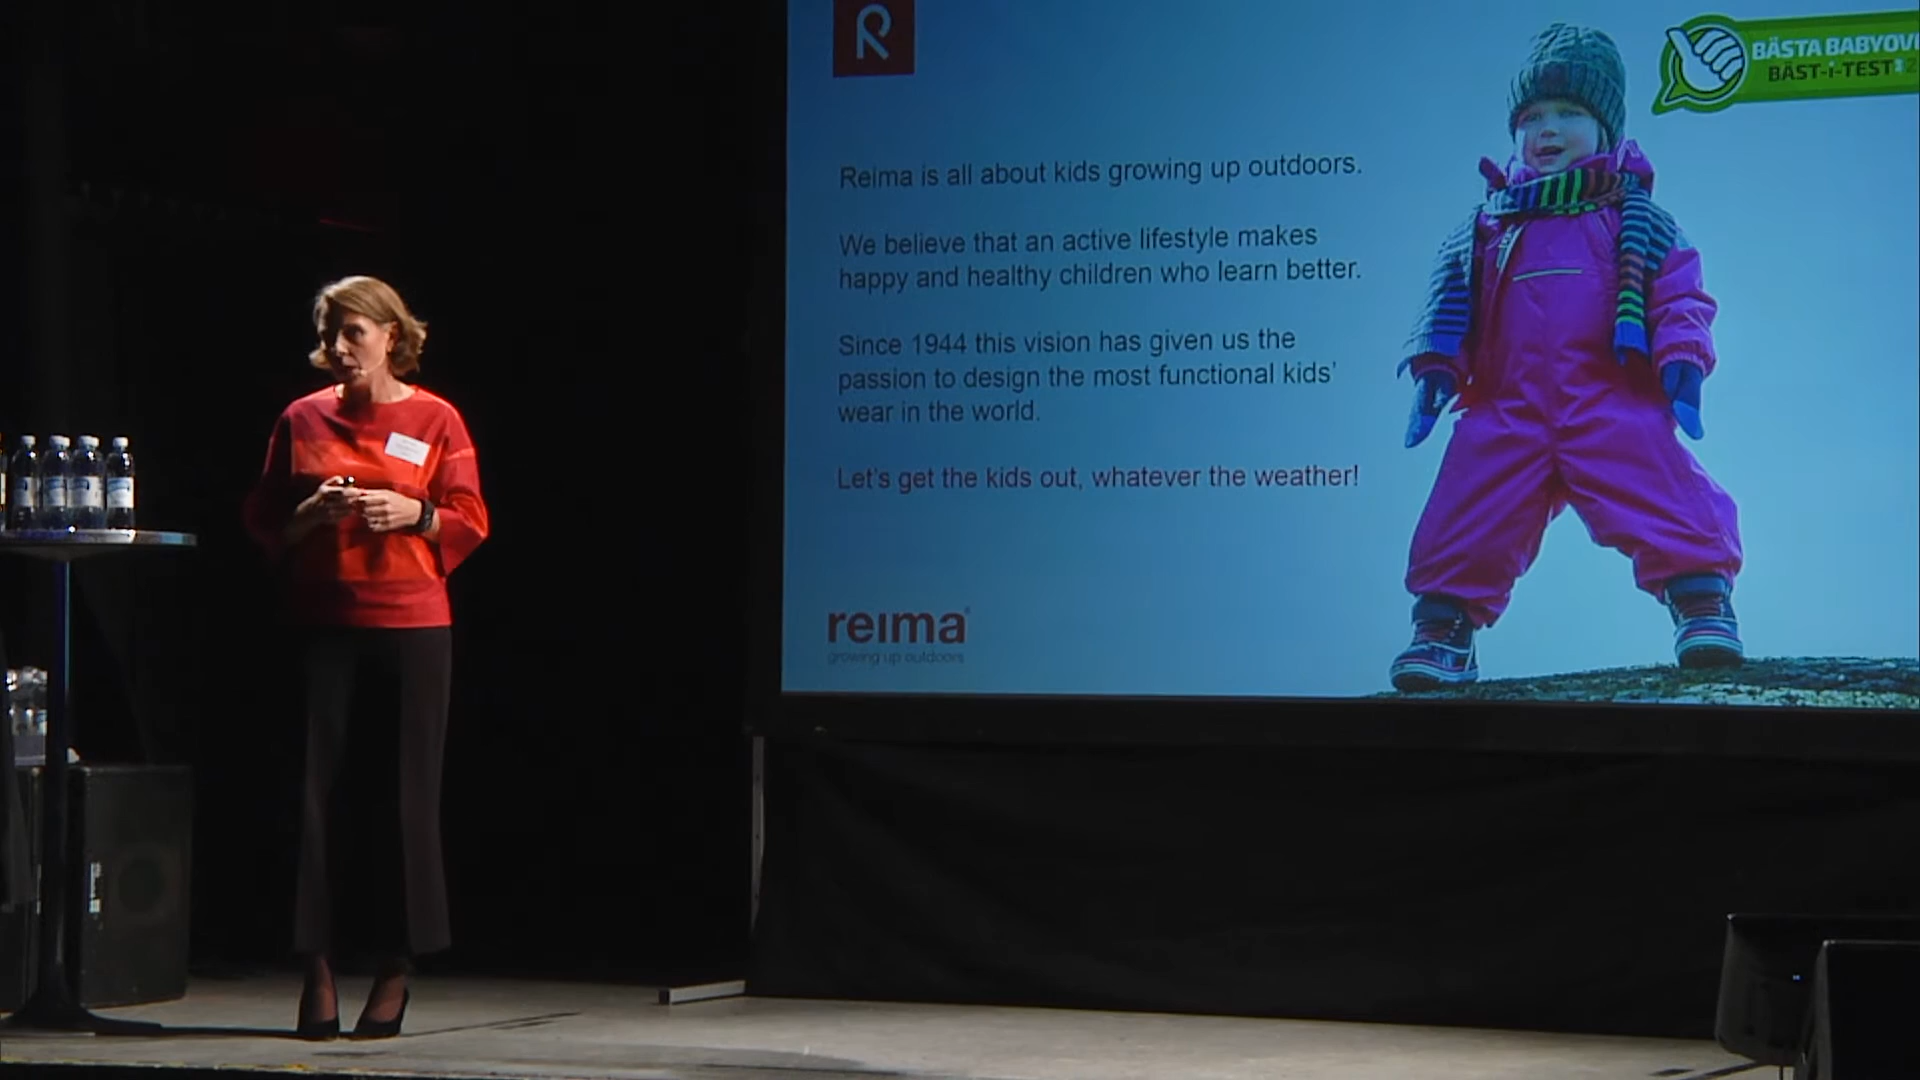 R
BÄSTA BABYOV
BÄST-i-TEST
Reima is all about kids growing up outdoors.
We believe that an active lifestyle makes
happy and healthy children who learn better.
Since 1944 this vision has given us the
passion to design the most functional kids'
wear in the world.
Let's get the kids out, whatever the weather!
reima®
growing up outdoors